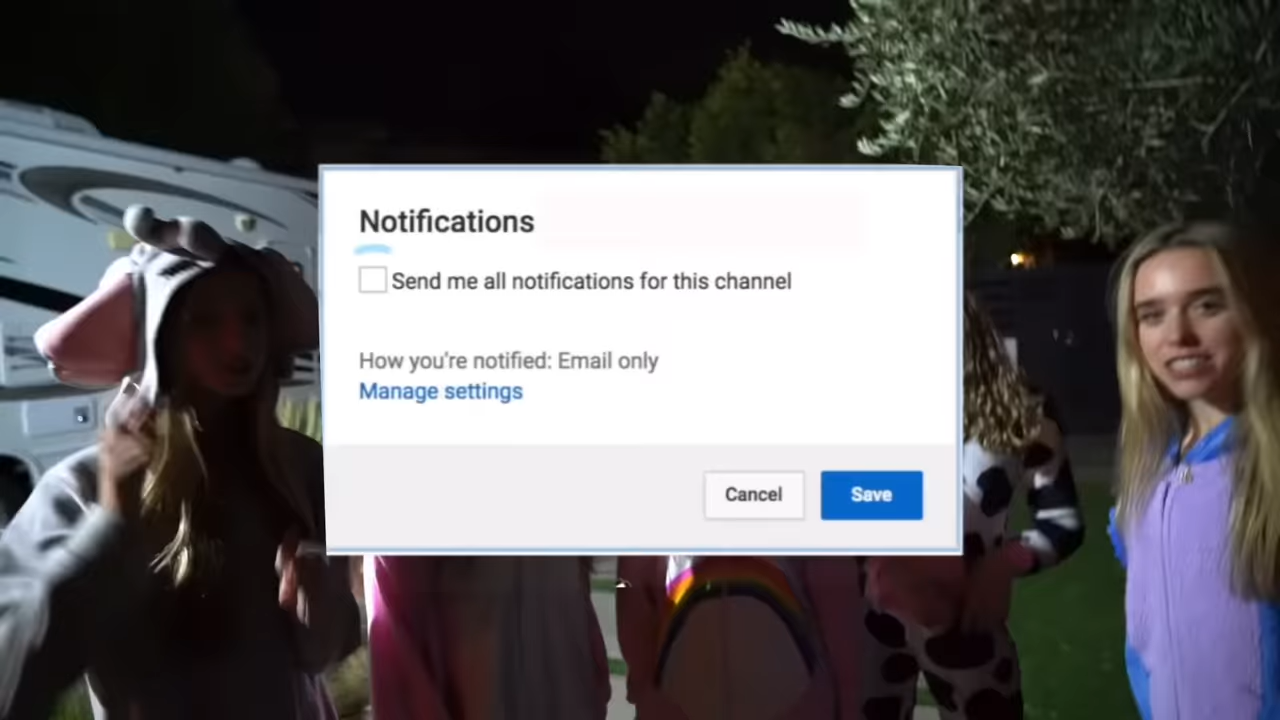 Notifications
Send me all notifications for this channel
How you're notified: Email only
Manage settings
Cancel
Save